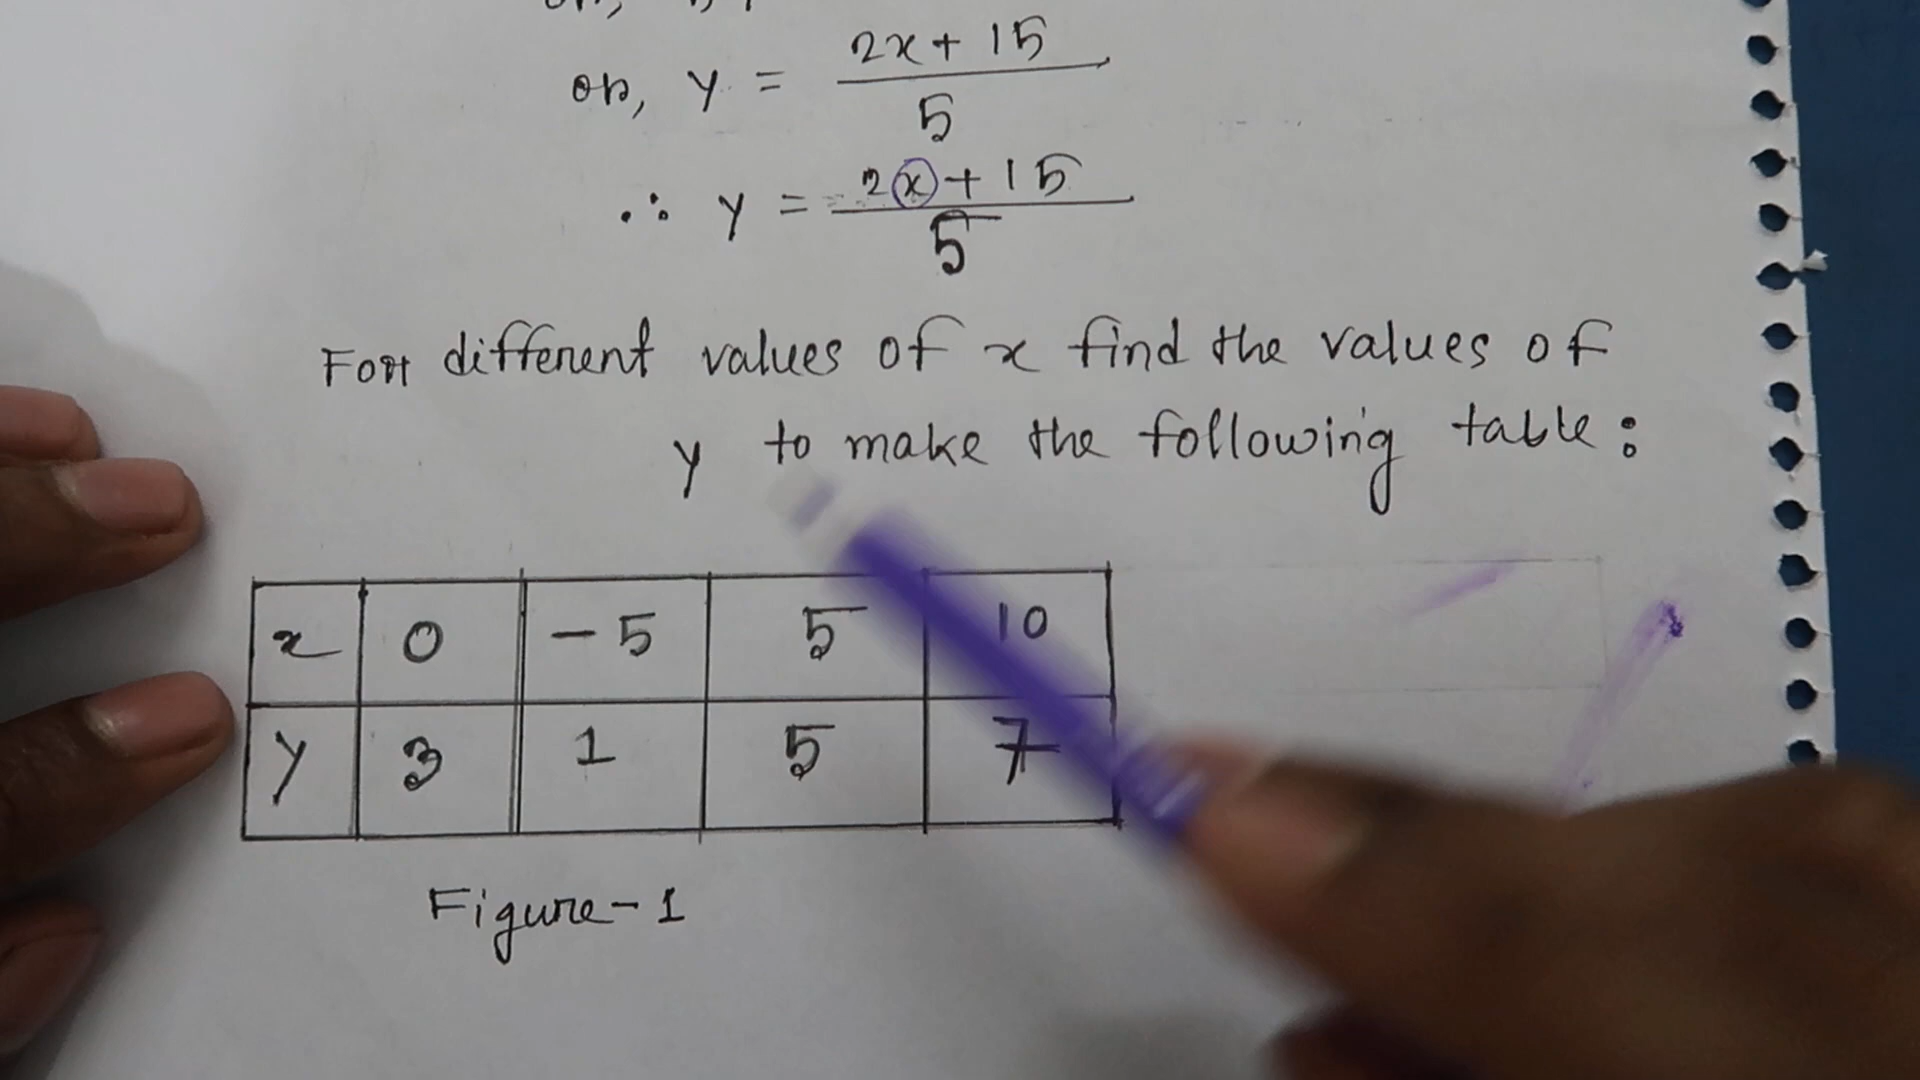 or, y = 2x + 15 / 5
∴ y = 2x + 15 / 5
For different values of x find the values of
y to make the following table:
x 0 -5 5 10
y 3 1 5 7
Figure-1